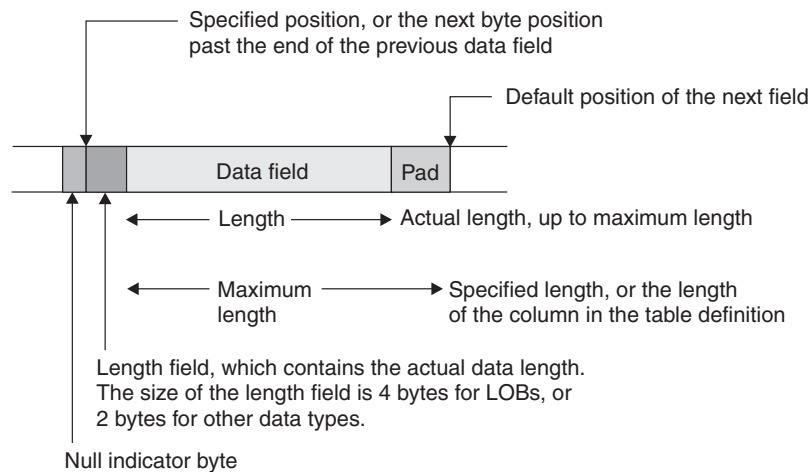 Specified position, or the next byte position
past the end of the previous data field
Default position of the next field
Data field
Pad
Length
Actual length, up to maximum length
Maximum
length
Specified length, or the length
of the column in the table definition
Length field, which contains the actual data length.
The size of the length field is 4 bytes for LOBs, or
2 bytes for other data types.
Null indicator byte